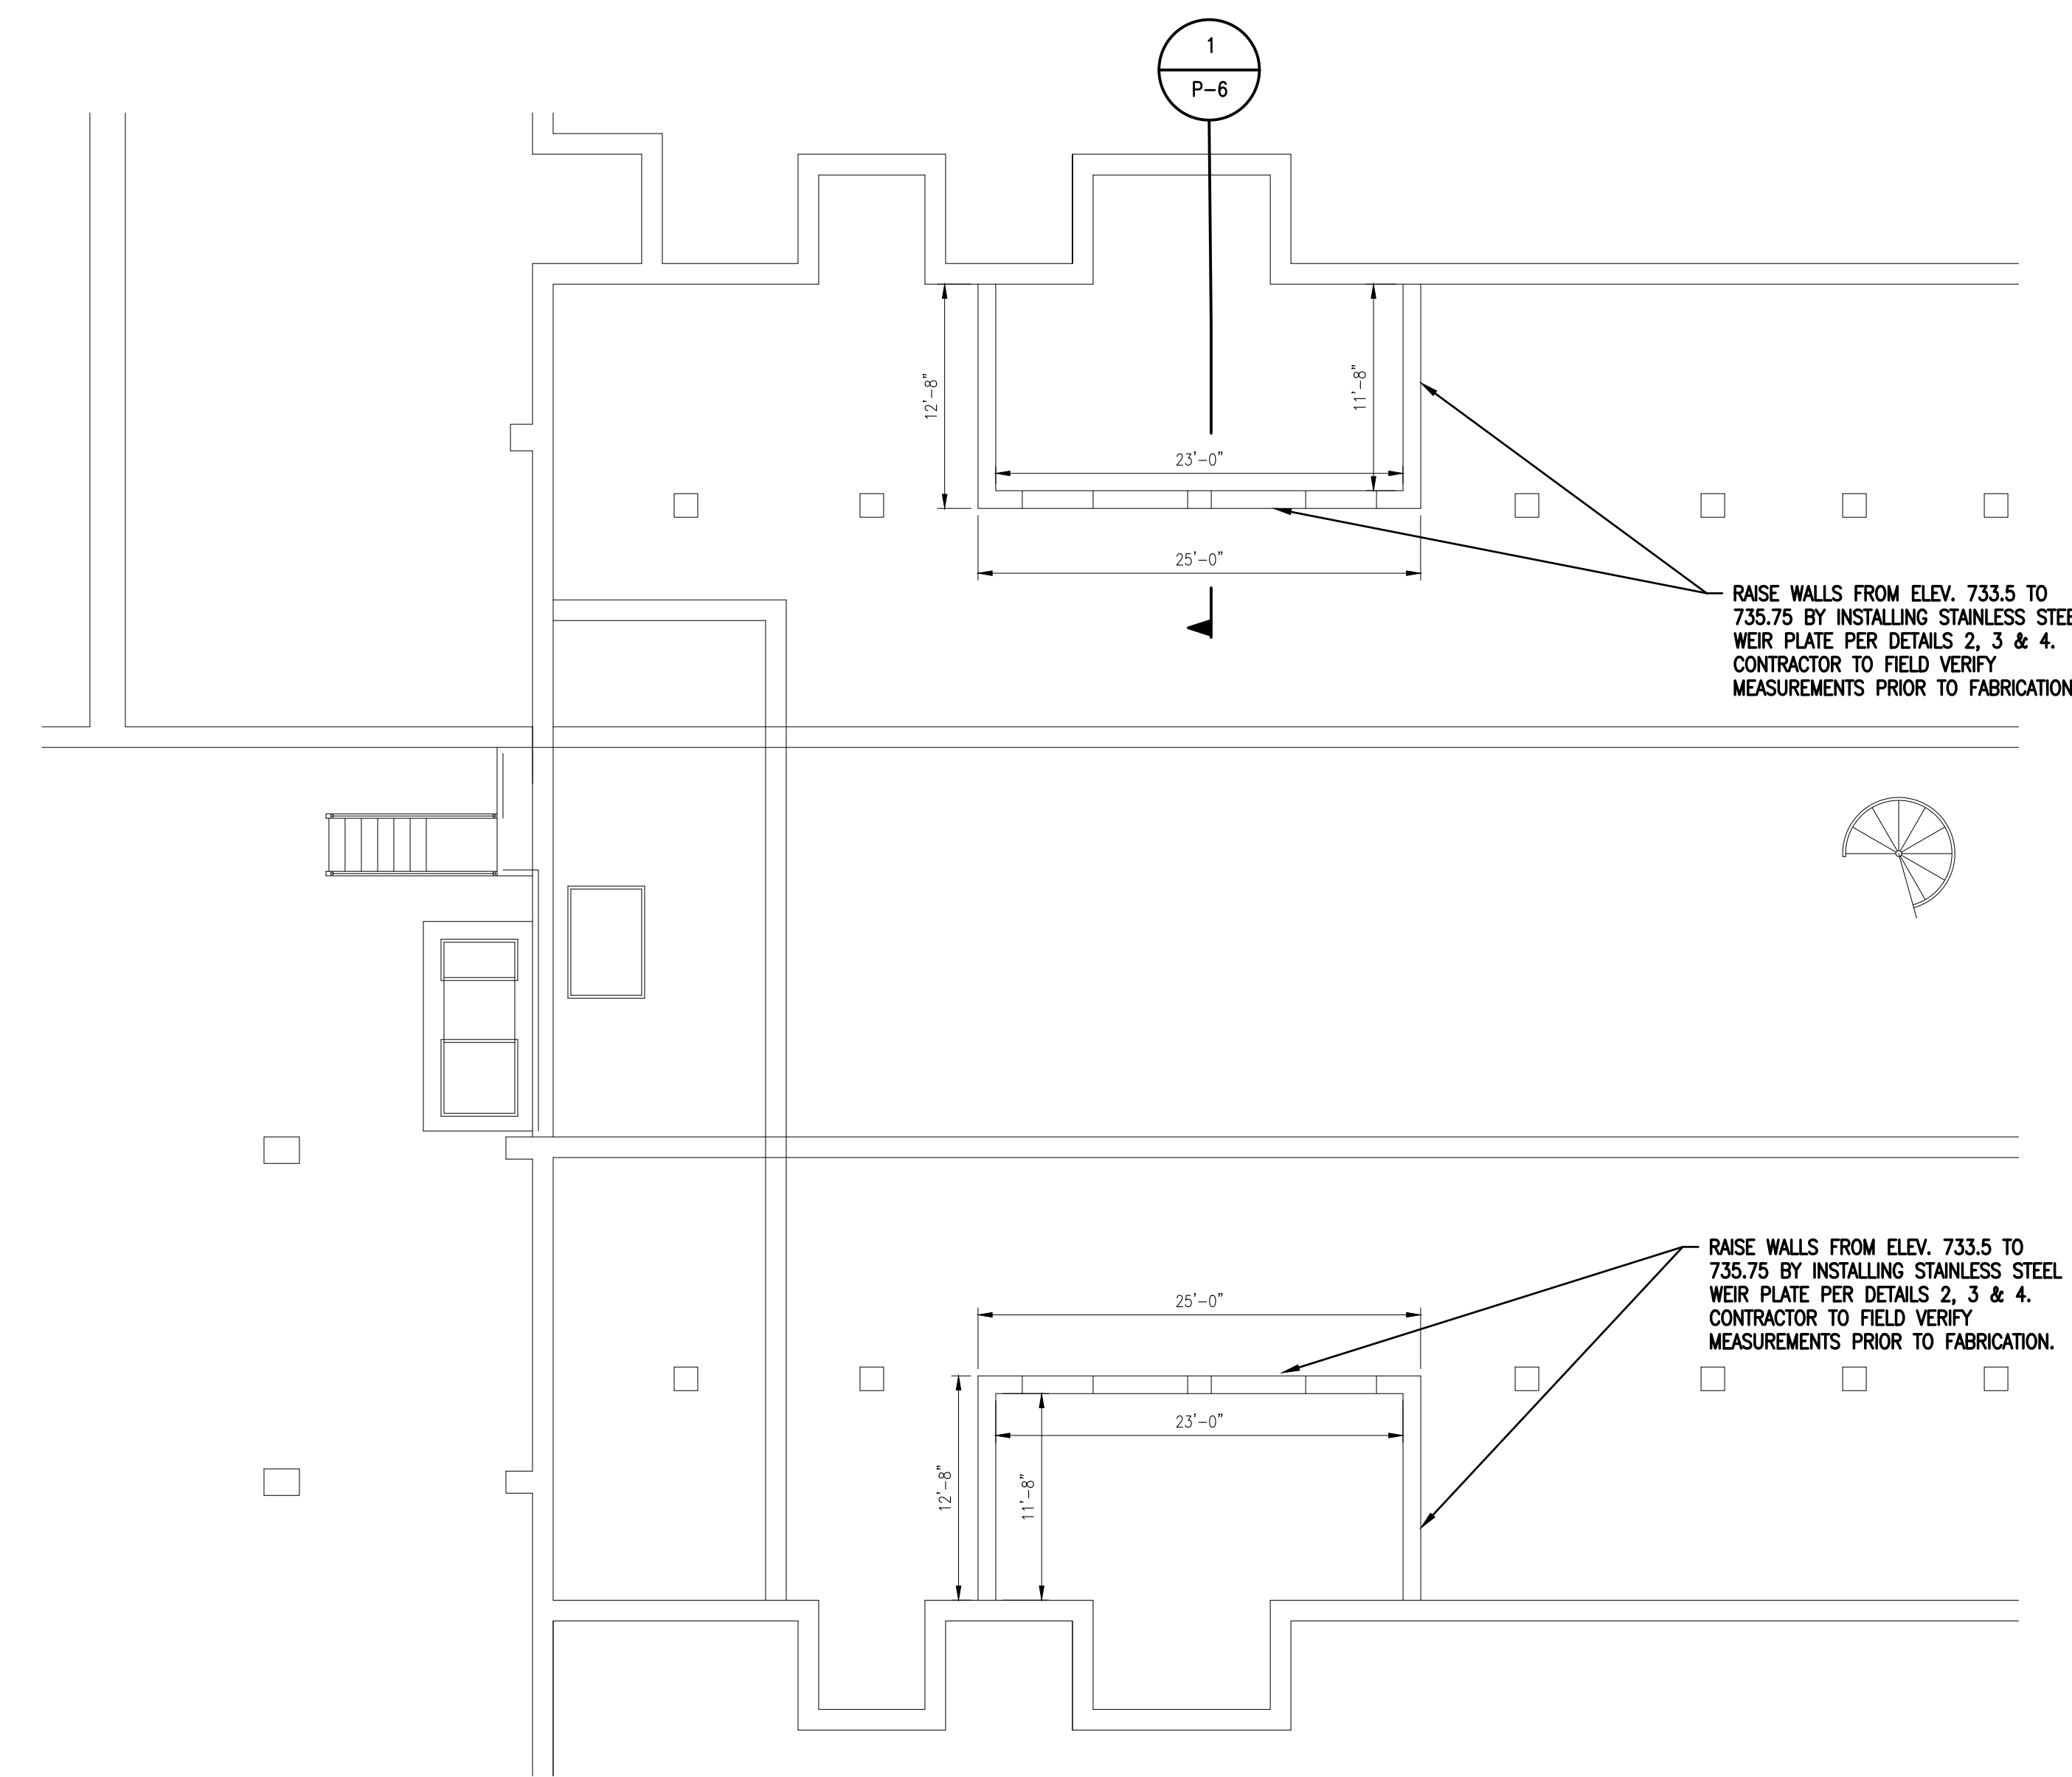 1
P-6
12'-8"
11'-8"
23'-0"
25'-0"
RAISE WALLS FROM ELEV. 733.5 TO
735.75 BY INSTALLING STAINLESS STEE
WEIR PLATE PER DETAILS 2, 3 & 4.
CONTRACTOR TO FIELD VERIFY
MEASUREMENTS PRIOR TO FABRICATION
RAISE WALLS FROM ELEV. 733.5 TO
735.75 BY INSTALLING STAINLESS STEEL
WEIR PLATE PER DETAILS 2, 3 & 4.
CONTRACTOR TO FIELD VERIFY
MEASUREMENTS PRIOR TO FABRICATION.
25'-0"
23'-0"
12'-8"
11'-8"